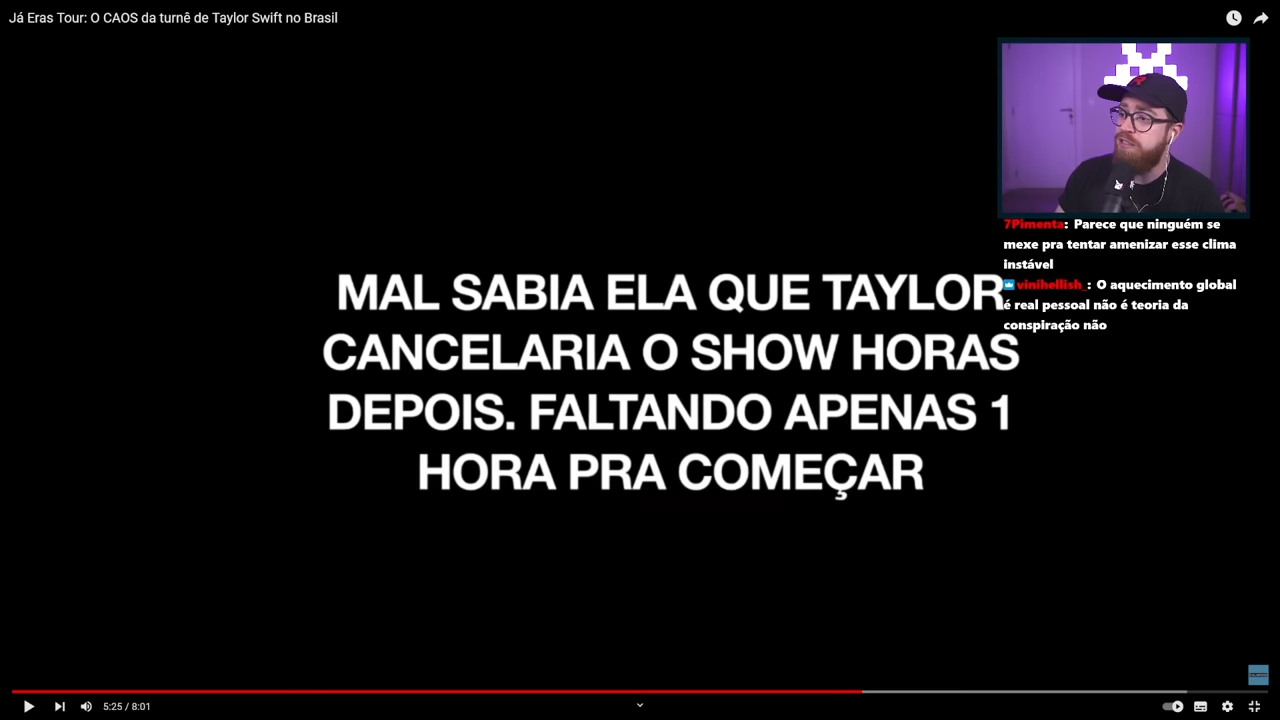 Já Eras Tour: O CAOS da turnê de Taylor Swift no Brasil
7Pimenta: Parece que ninguém se
mexe pra tentar amenizar esse clima
instável
vinihellish_: O aquecimento global
é real pessoal não é teoria da
conspiração não
MAL SABIA ELA QUE TAYLOR
CANCELARIA O SHOW HORAS
DEPOIS. FALTANDO APENAS 1
HORA PRA COMEÇAR
5:25 / 8:01